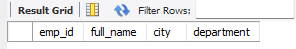 Result Grid Filter Rows:
emp_id full_name city department